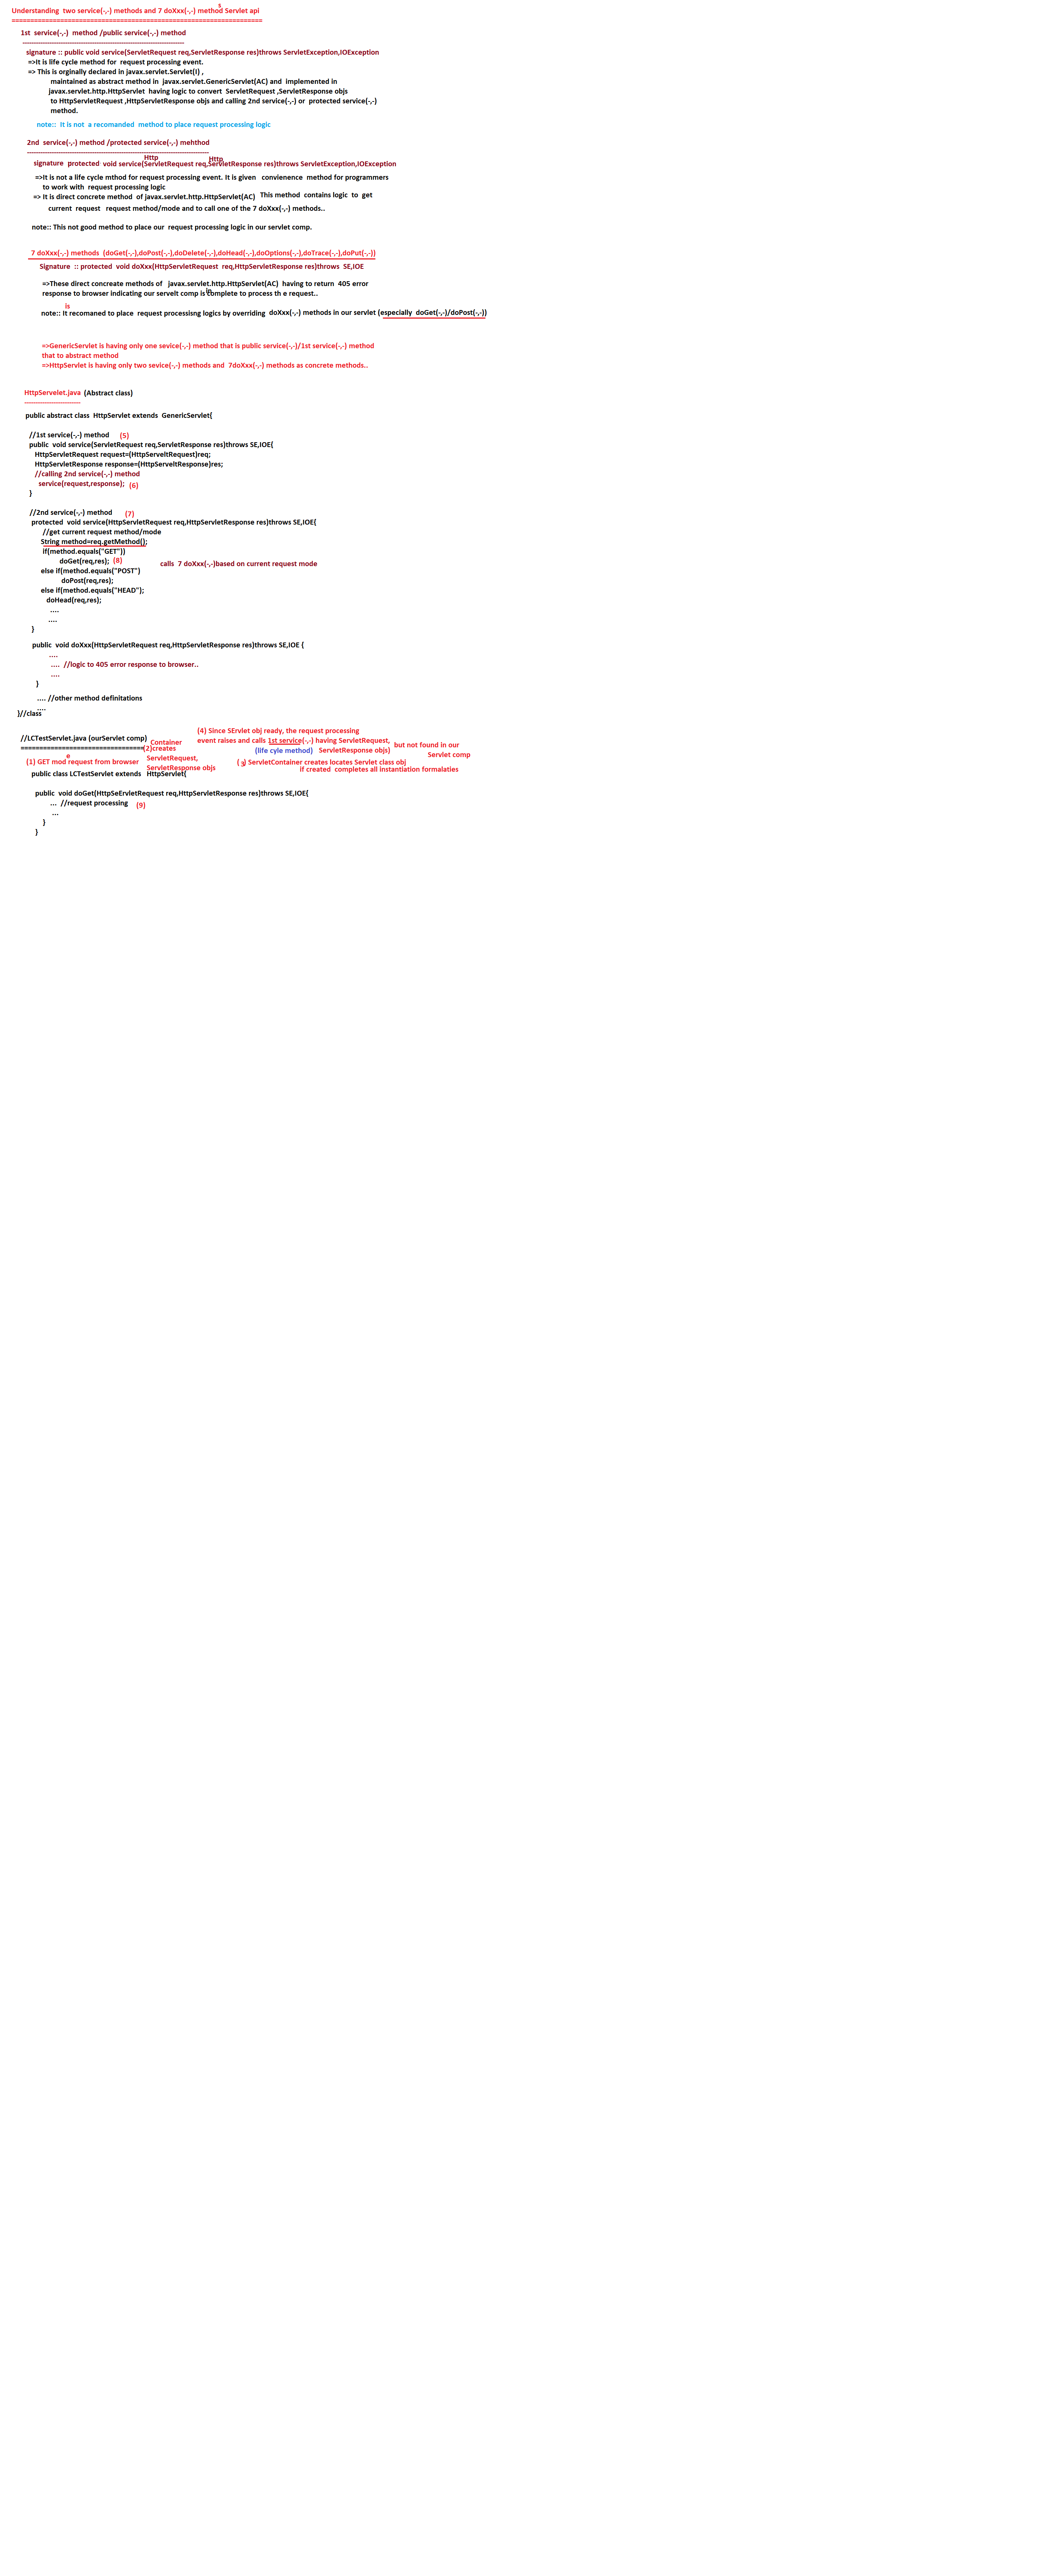 s
Understanding  two service(-,-) methods and 7 doXxx(-,-) method Servlet api
===================================================================
1st  service(-,-)  method /public service(-,-) method
-----------------------------------------------------------------------
signature :: public void service(ServletRequest req,ServletResponse res)throws ServletException,IOException
=>It is life cycle method for  request processing event.
=> This is orginally declared in javax.servlet.Servlet(I) ,
maintained as abstract method in  javax.servlet.GenericServlet(AC) and  implemented in
javax.servlet.http.HttpServlet  having logic to convert  ServletRequest ,ServletResponse objs
to HttpServletRequest ,HttpServletResponse objs and calling 2nd service(-,-) or  protected service(-,-)
method.
note::  It is not  a recomanded  method to place request processing logic
2nd  service(-,-) method /protected service(-,-) mehthod
--------------------------------------------------------------------------------
Http Http
signature  protected  void service(ServletRequest req,ServletResponse res)throws ServletException,IOException
=>It is not a life cycle mthod for request processing event. It is given   convienence  method for programmers
to work with  request processing logic
=> It is direct concrete method  of javax.servlet.http.HttpServlet(AC)  This method  contains logic  to  get
current  request   request method/mode and to call one of the 7 doXxx(-,-) methods..
note:: This not good method to place our  request processing logic in our servlet comp.
7 doXxx(-,-) methods  (doGet(-,-),doPost(-,-),doDelete(-,-),doHead(-,-),doOptions(-,-),doTrace(-,-),doPut(-,-))
Signature  :: protected  void doXxx(HttpServletRequest  req,HttpServletResponse res)throws  SE,IOE
=>These direct concreate methods of   javax.servlet.http.HttpServlet(AC)  having to return  405 error
response to browser indicating our servelt comp is complete to process th e request..
in
is
note:: It recomaned to place  request processisng logics by overriding  doXxx(-,-) methods in our servlet (especially  doGet(-,-)/doPost(-,-))
=>GenericServlet is having only one sevice(-,-) method that is public service(-,-)/1st service(-,-) method
that to abstract method
=>HttpServlet is having only two sevice(-,-) methods and  7doXxx(-,-) methods as concrete methods..
HttpServelet.java  (Abstract class)
-------------------------
public abstract class  HttpServlet extends  GenericServlet{
//1st service(-,-) method (5)
public  void service(ServletRequest req,ServletResponse res)throws SE,IOE{
HttpServletRequest request=(HttpServeltRequest)req;
HttpServletResponse response=(HttpServeltResponse)res;
//calling 2nd service(-,-) method
service(request,response); (6)
}
//2nd service(-,-) method (7)
protected  void service(HttpServletRequest req,HttpServletResponse res)throws SE,IOE{
//get current request method/mode
String method=req.getMethod();
if(method.equals("GET"))
doGet(req,res); (8) calls  7 doXxx(-,-)based on current request mode
else if(method.equals("POST")
doPost(req,res);
else if(method.equals("HEAD");
doHead(req,res);
....
....
}
public  void doXxx(HttpServletRequest req,HttpServletResponse res)throws SE,IOE {
....
....  //logic to 405 error response to browser..
....
}
.... //other method definitations
....
}//class
(4) Since SErvlet obj ready, the request processing
//LCTestServlet.java (ourServlet comp) Container event raises and calls 1st service(-,-) having ServletRequest, but not found in our
================================= (2)creates (life cyle method) ServletResponse objs) Servlet comp
e ServletRequest,
(1) GET mod request from browser ( 3) ServletContainer creates locates Servlet class obj
ServletResponse objs if created  completes all instantiation formalaties
public class LCTestServlet extends   HttpServlet{
public  void doGet(HttpSeErvletRequest req,HttpServletResponse res)throws SE,IOE{
...  //request processing (9)
...
}
}